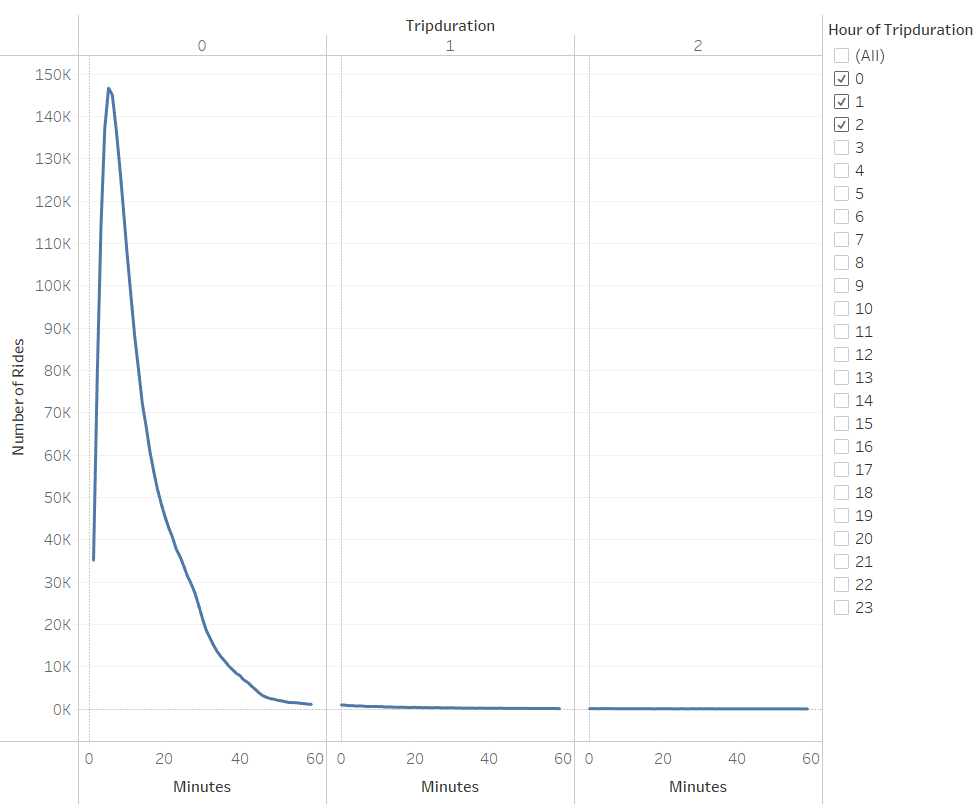 Tripduration
0 1 2
150K
140K
130K
120K
110K
100K
90K
80K
70K
60K
50K
40K
30K
20K
10K
0K
Number of Rides
0 20 40 60 0 20 40 60 0 20 40 60
Minutes Minutes Minutes
Hour of Tripduration
(All)
0
1
2
3
4
5
6
7
8
9
10
11
12
13
14
15
16
17
18
19
20
21
22
23